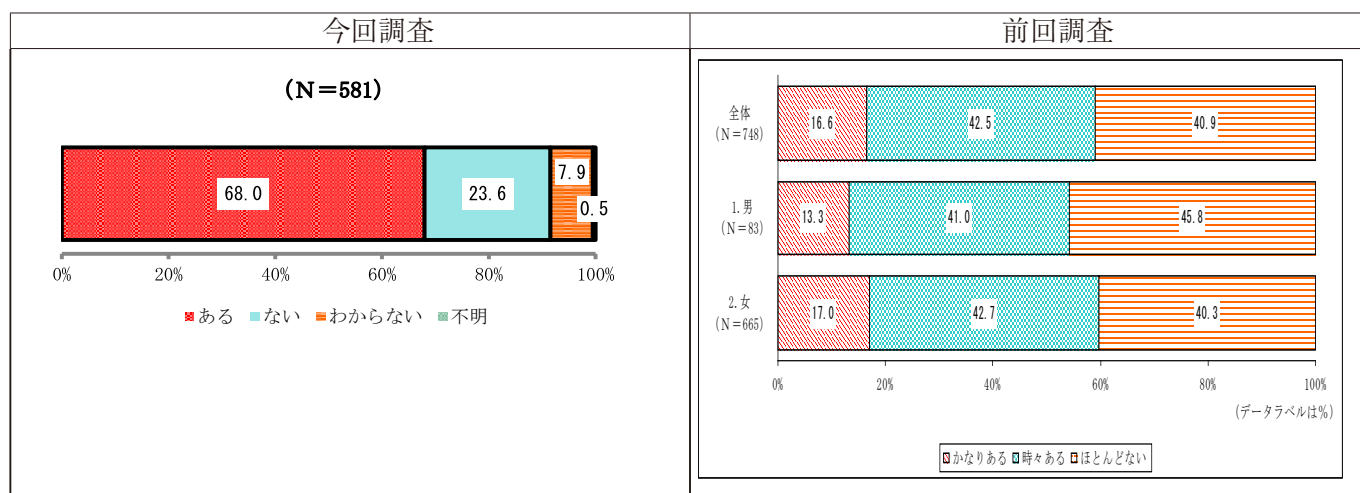 今回調査
前回調査
(N=581)
68.0
23.6
7.9
0.5
0% 20% 40% 60% 80% 100%
ある ない わからない 不明
全体
(N=748)
16.6
42.5
40.9
1.男
(N=83)
13.3
41.0
45.8
2.女
(N=665)
17.0
42.7
40.3
0% 20% 40% 60% 80% 100%
(データラベルは%)
かなりある 時々ある ほとんどない